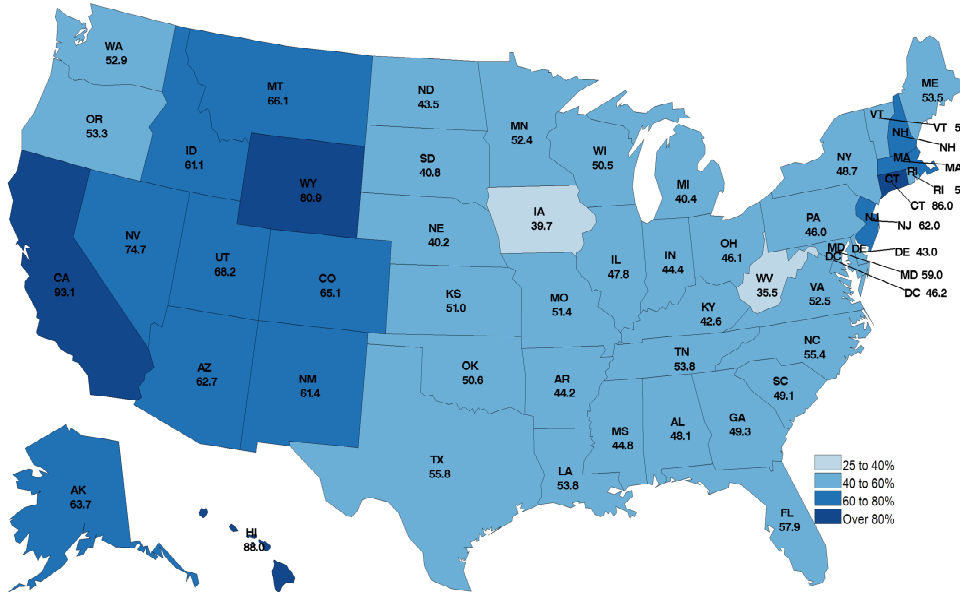 WA
52.9
OR
53.3
CA
93.1
ID
61.1
NV
74.7
MT
66.1
WY
80.9
UT
68.2
AZ
62.7
CO
65.1
NM
61.4
ND
43.5
SD
40.8
NE
40.2
KS
51.0
OK
50.6
TX
55.8
MN
52.4
IA
39.7
MO
51.4
AR
44.2
LA
53.8
WI
50.5
IL
47.8
MI
40.4
IN
44.4
OH
46.1
KY
42.6
TN
53.8
MS
44.8
AL
48.1
GA
49.3
FL
57.9
SC
49.1
NC
55.4
VA
52.5
WV
35.5
PA
46.0
NY
48.7
ME
53.5
VT
NH
MA
RI
CT
NJ
DE
MD
DC
VT 5
NH
MA
RI 5
CT 86.0
NJ 62.0
DE 43.0
MD 59.0
DC 46.2
AK
63.7
HI
88.0
25 to 40%
40 to 60%
60 to 80%
Over 80%